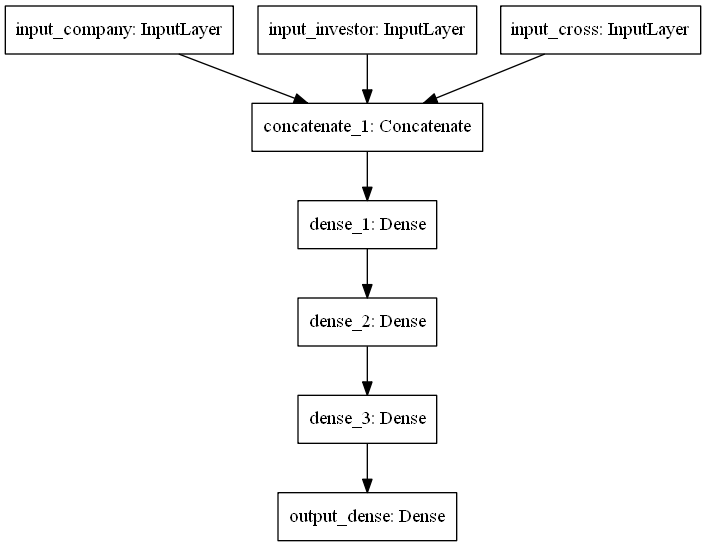 input_company: InputLayer
input_investor: InputLayer
input_cross: InputLayer
concatenate_1: Concatenate
dense_1: Dense
dense_2: Dense
dense_3: Dense
output_dense: Dense